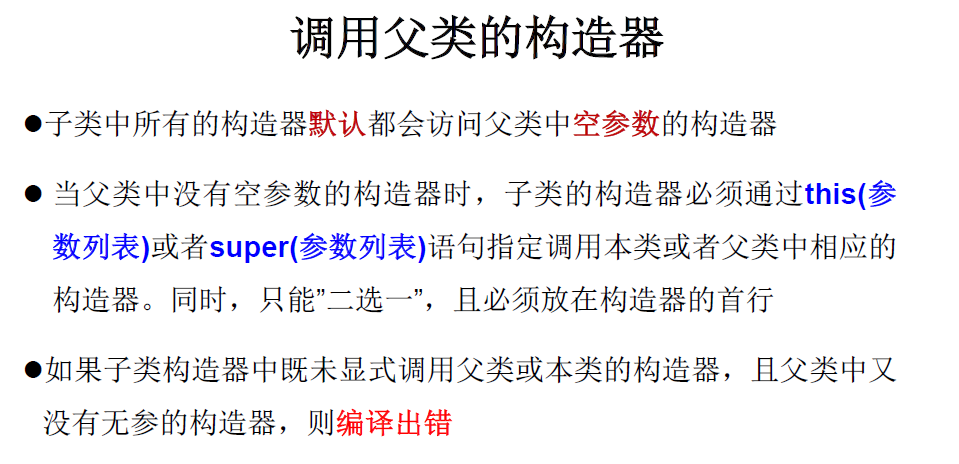 调用父类的构造器
●子类中所有的构造器默认都会访问父类中空参数的构造器
● 当父类中没有空参数的构造器时，子类的构造器必须通过this(参
数列表)或者super(参数列表)语句指定调用本类或者父类中相应的
构造器。同时，只能”二选一”，且必须放在构造器的首行
●如果子类构造器中既未显式调用父类或本类的构造器，且父类中又
没有无参的构造器，则编译出错